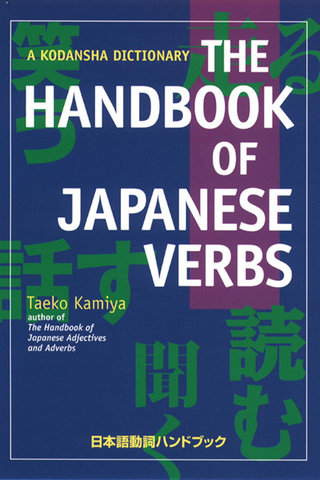 A KODANSHA DICTIONARY
THE
HANDBOOK
OF
JAPANESE
VERBS
Taeko Kamiya
author of
The Handbook of
Japanese Adjectives
and Adverbs
日本語動詞ハンドブック
笑う
走る
話す
聞く
読む